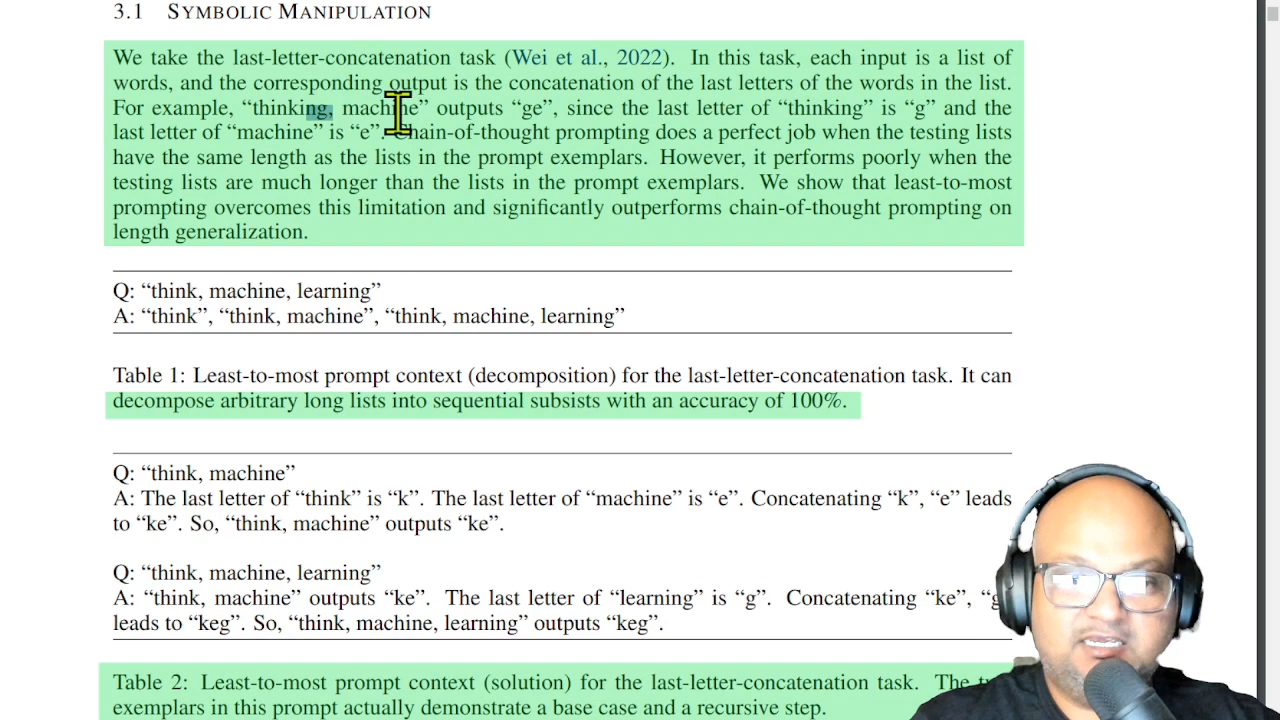 3.1 SYMBOLIC MANIPULATION
We take the last-letter-concatenation task (Wei et al., 2022). In this task, each input is a list of
words, and the corresponding output is the concatenation of the last letters of the words in the list.
For example, “thinking, machine” outputs “ge”, since the last letter of “thinking” is “g” and the
last letter of “machine” is “e”. Chain-of-thought prompting does a perfect job when the testing lists
have the same length as the lists in the prompt exemplars. However, it performs poorly when the
testing lists are much longer than the lists in the prompt exemplars. We show that least-to-most
prompting overcomes this limitation and significantly outperforms chain-of-thought prompting on
length generalization.
Q: “think, machine, learning”
A: “think”, “think, machine”, “think, machine, learning”
Table 1: Least-to-most prompt context (decomposition) for the last-letter-concatenation task. It can
decompose arbitrary long lists into sequential subsists with an accuracy of 100%.
Q: “think, machine”
A: The last letter of “think” is “k”. The last letter of “machine” is “e”. Concatenating “k”, “e” leads
to “ke”. So, “think, machine” outputs “ke”.
Q: “think, machine, learning”
A: “think, machine” outputs “ke”. The last letter of “learning” is “g”. Concatenating “ke”, “g
leads to “keg”. So, “think, machine, learning” outputs “keg”.
Table 2: Least-to-most prompt context (solution) for the last-letter-concatenation task. The
exemplars in this prompt actually demonstrate a base case and a recursive step.